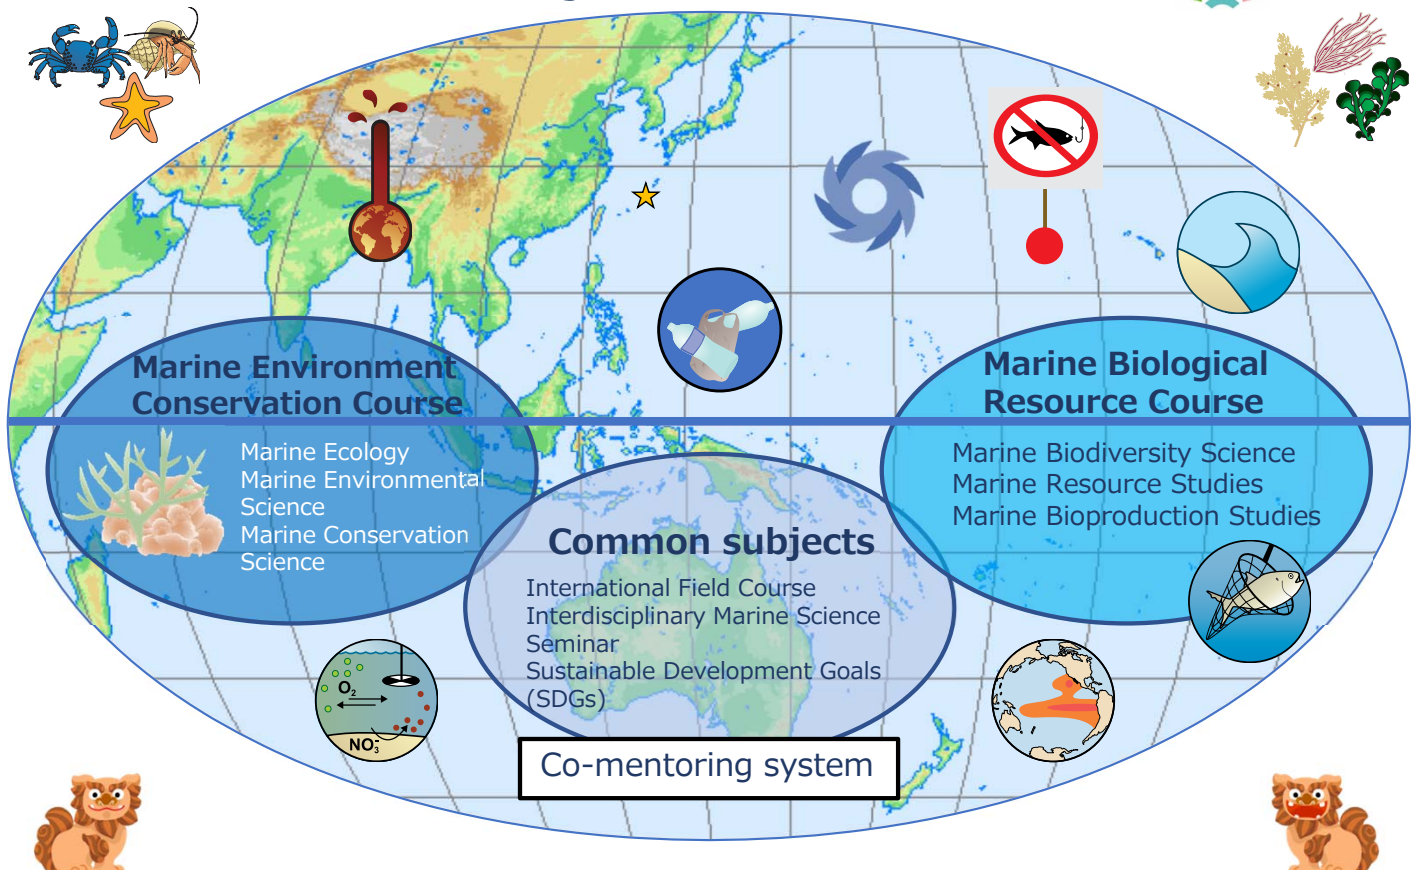 Marine Environment
Conservation Course
Marine Ecology
Marine Environmental
Science
Marine Conservation
Science
Common subjects
International Field Course
Interdisciplinary Marine Science
Seminar
Sustainable Development Goals
(SDGs)
Co-mentoring system
Marine Biological
Resource Course
Marine Biodiversity Science
Marine Resource Studies
Marine Bioproduction Studies
O₂
NO₃⁻